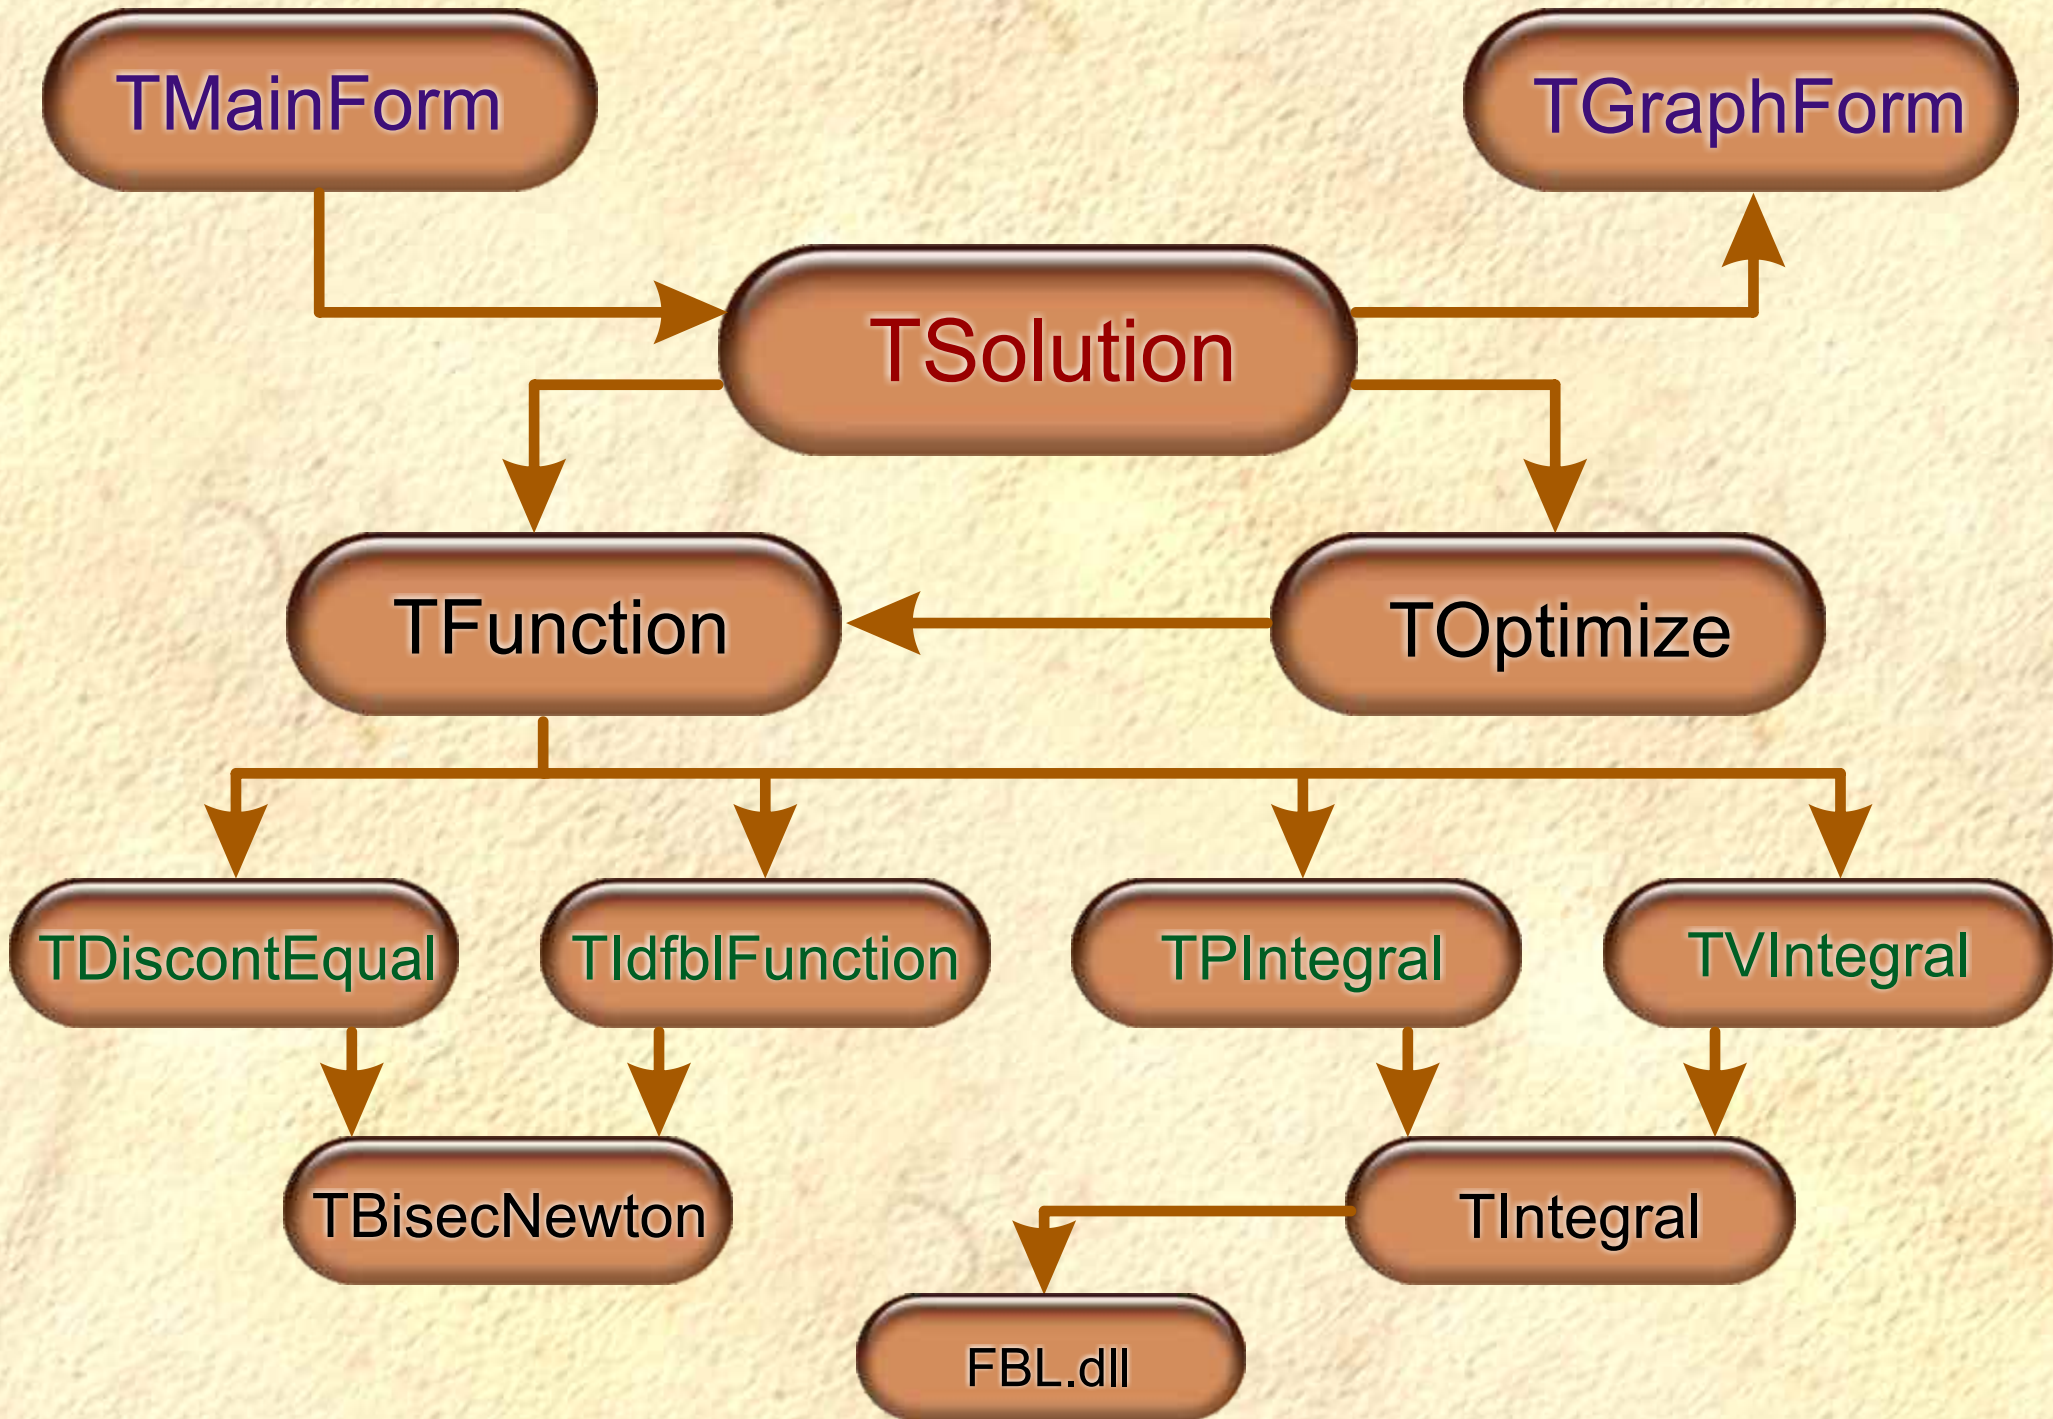 TMainForm
TGraphForm
TSolution
TFunction
TOptimize
TDiscontEqual
TIdfblFunction
TPIntegral
TVIntegral
TBisecNewton
TIntegral
FBL.dll